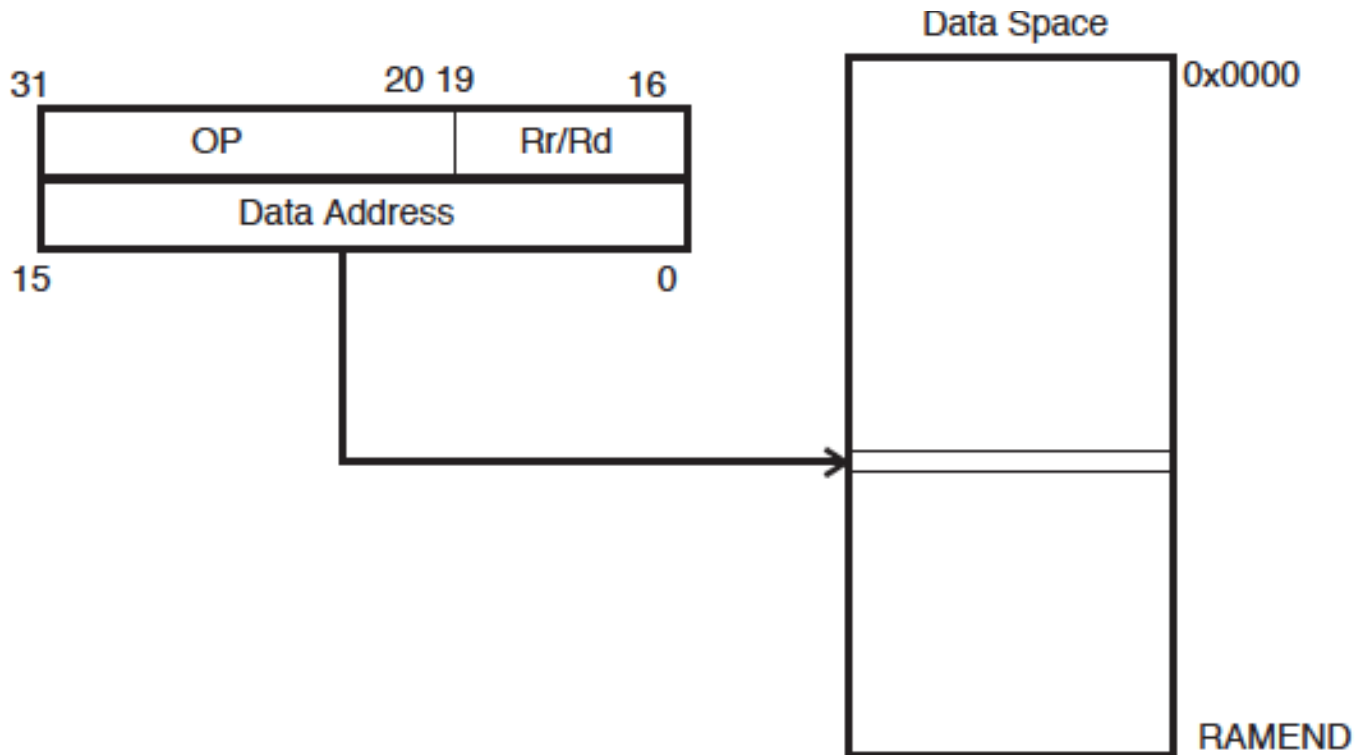 Data Space
31 20 19 16
0x0000
OP Rr/Rd
Data Address
15 0
RAMEND